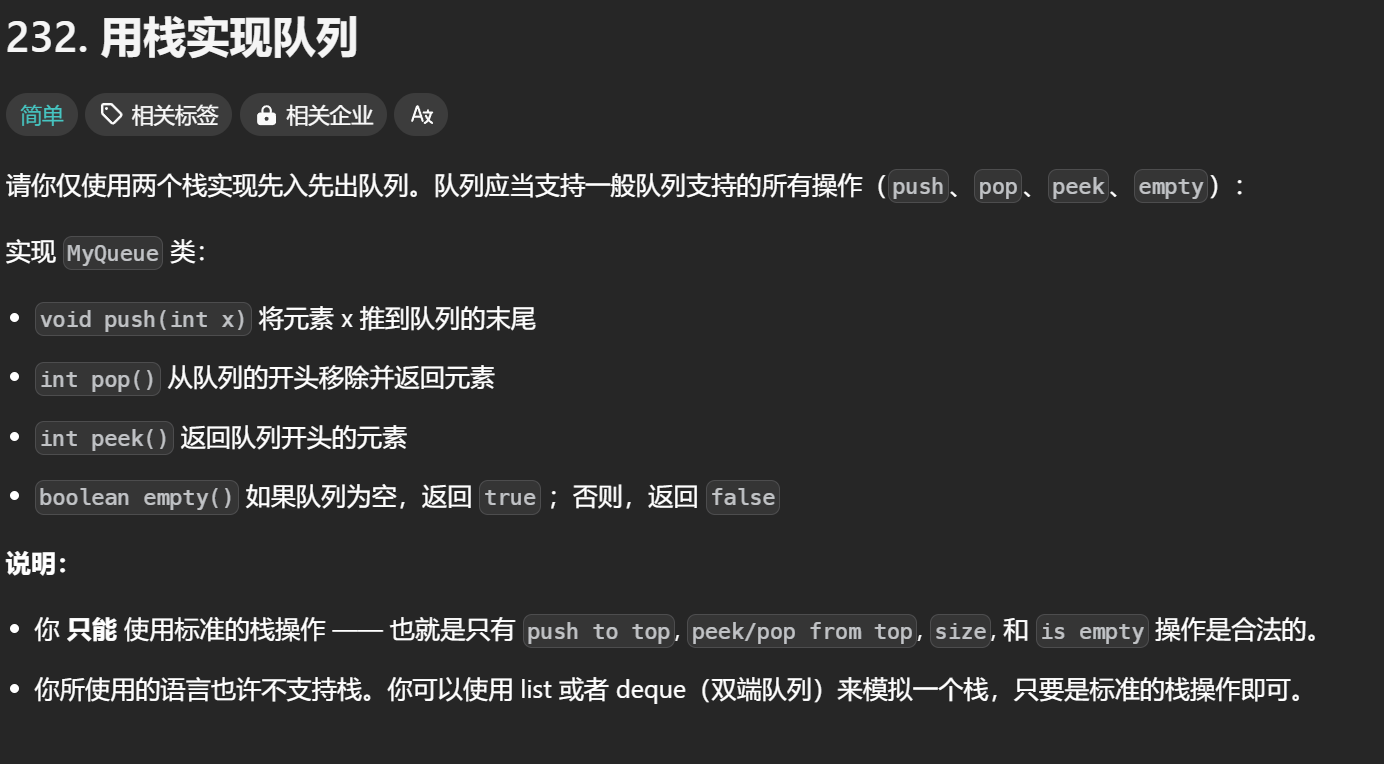 232. 用栈实现队列
简单 相关标签 相关企业
请你仅使用两个栈实现先入先出队列。队列应当支持一般队列支持的所有操作（push、pop、peek、empty）：
实现 MyQueue 类：
• void push(int x) 将元素 x 推到队列的末尾
• int pop() 从队列的开头移除并返回元素
• int peek() 返回队列开头的元素
• boolean empty() 如果队列为空，返回 true ；否则，返回 false
说明：
• 你 只能 使用标准的栈操作 —— 也就是只有 push to top, peek/pop from top, size, 和 is empty 操作是合法的。
• 你所使用的语言也许不支持栈。你可以使用 list 或者 deque（双端队列）来模拟一个栈，只要是标准的栈操作即可。